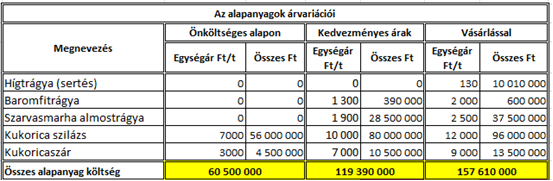 Az alapanyagok árvariációi
Megnevezés Önköltséges alapon Kedvezményes árak Vásárlással
Egységár Ft/t Összes Ft Egységár Ft/t Összes Ft Egységár Ft/t Összes Ft
Hígtrágya (sertés) 0 0 0 0 130 10 010 000
Baromfitrágya 0 0 1 300 390 000 2 000 600 000
Szarvasmarha almostrágya 0 0 1 900 28 500 000 2 500 37 500 000
Kukorica szilázs 7000 56 000 000 10 000 80 000 000 12 000 96 000 000
Kukoricaszár 3000 4 500 000 7 000 10 500 000 9 000 13 500 000
Összes alapanyag költség 60 500 000 119 390 000 157 610 000